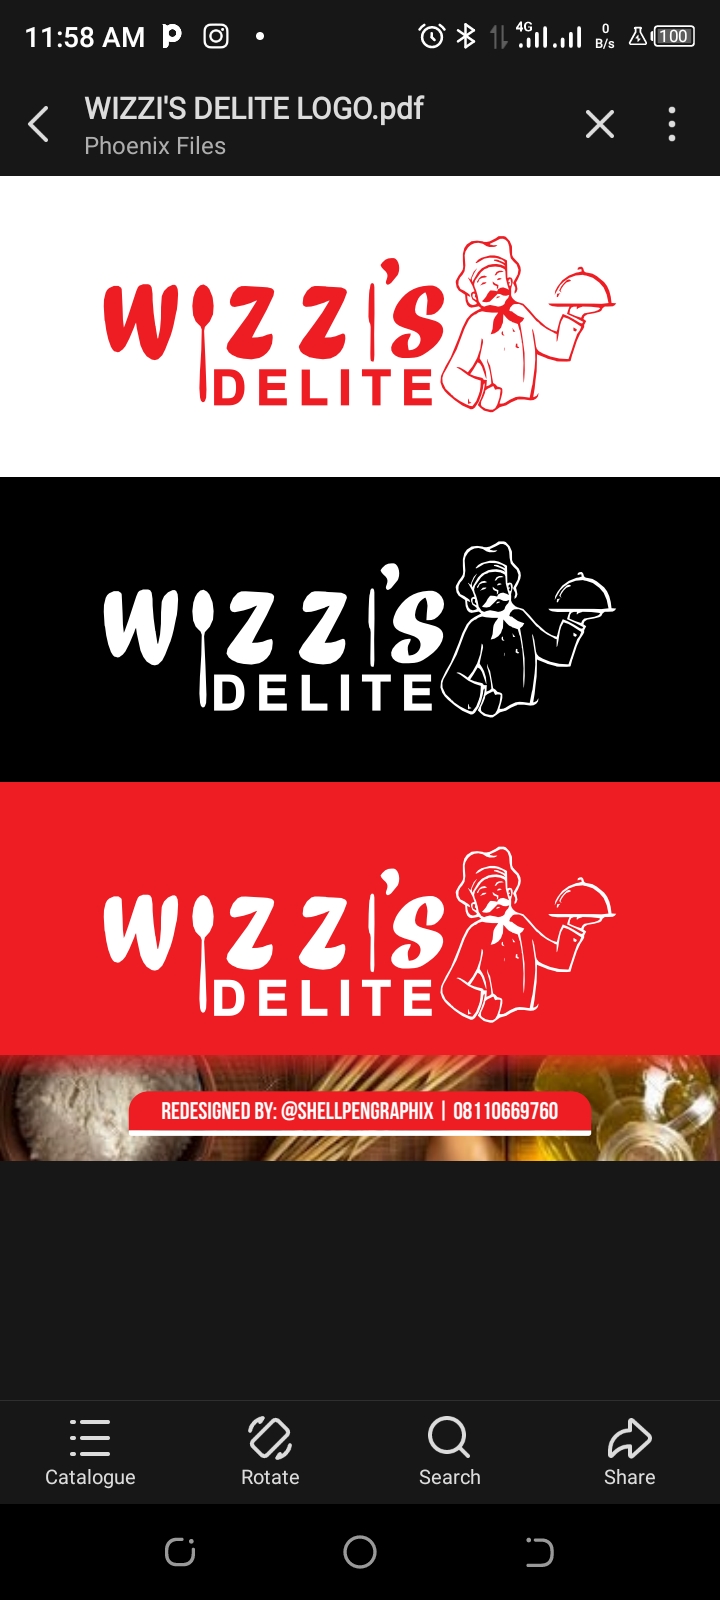 11:58 AM
4G
0
B/s
100
WIZZI'S DELITE LOGO.pdf
Phoenix Files
WIZZI'S
DELITE
WIZZI'S
DELITE
WIZZI'S
DELITE
REDESIGNED BY: @SHELLPENGRAPHIX | 08110669760
Catalogue
Rotate
Search
Share